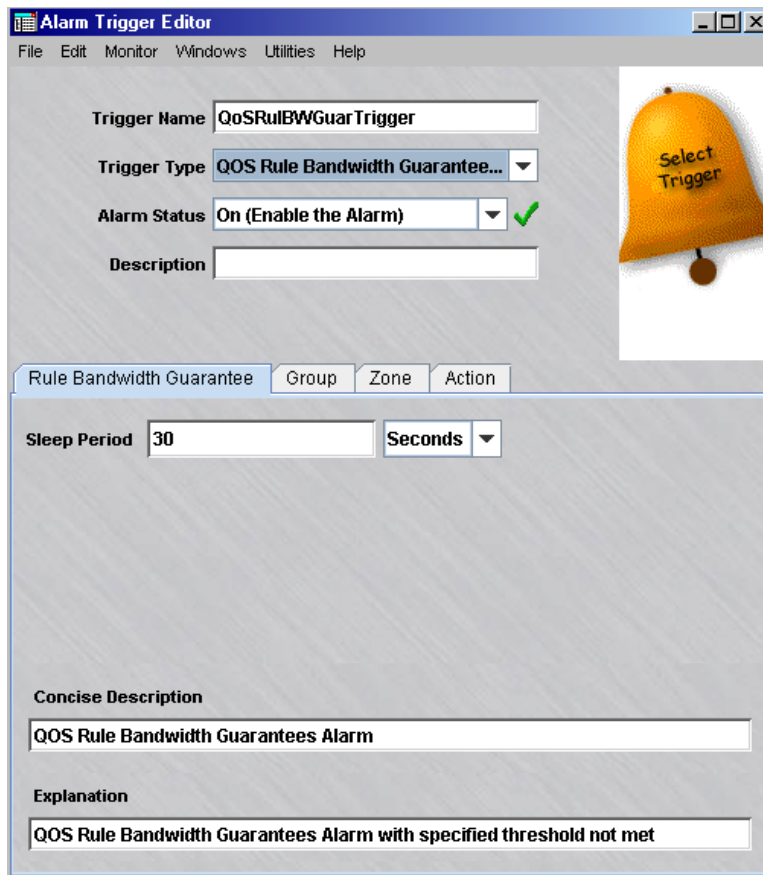 Alarm Trigger Editor
File Edit Monitor Windows Utilities Help
Trigger Name QoSRulBWGuarTrigger
Select
Trigger
Trigger Type QOS Rule Bandwidth Guarantee...
Alarm Status On (Enable the Alarm)
Description
Rule Bandwidth Guarantee Group Zone Action
Sleep Period 30 Seconds
Concise Description
QOS Rule Bandwidth Guarantees Alarm
Explanation
QOS Rule Bandwidth Guarantees Alarm with specified threshold not met